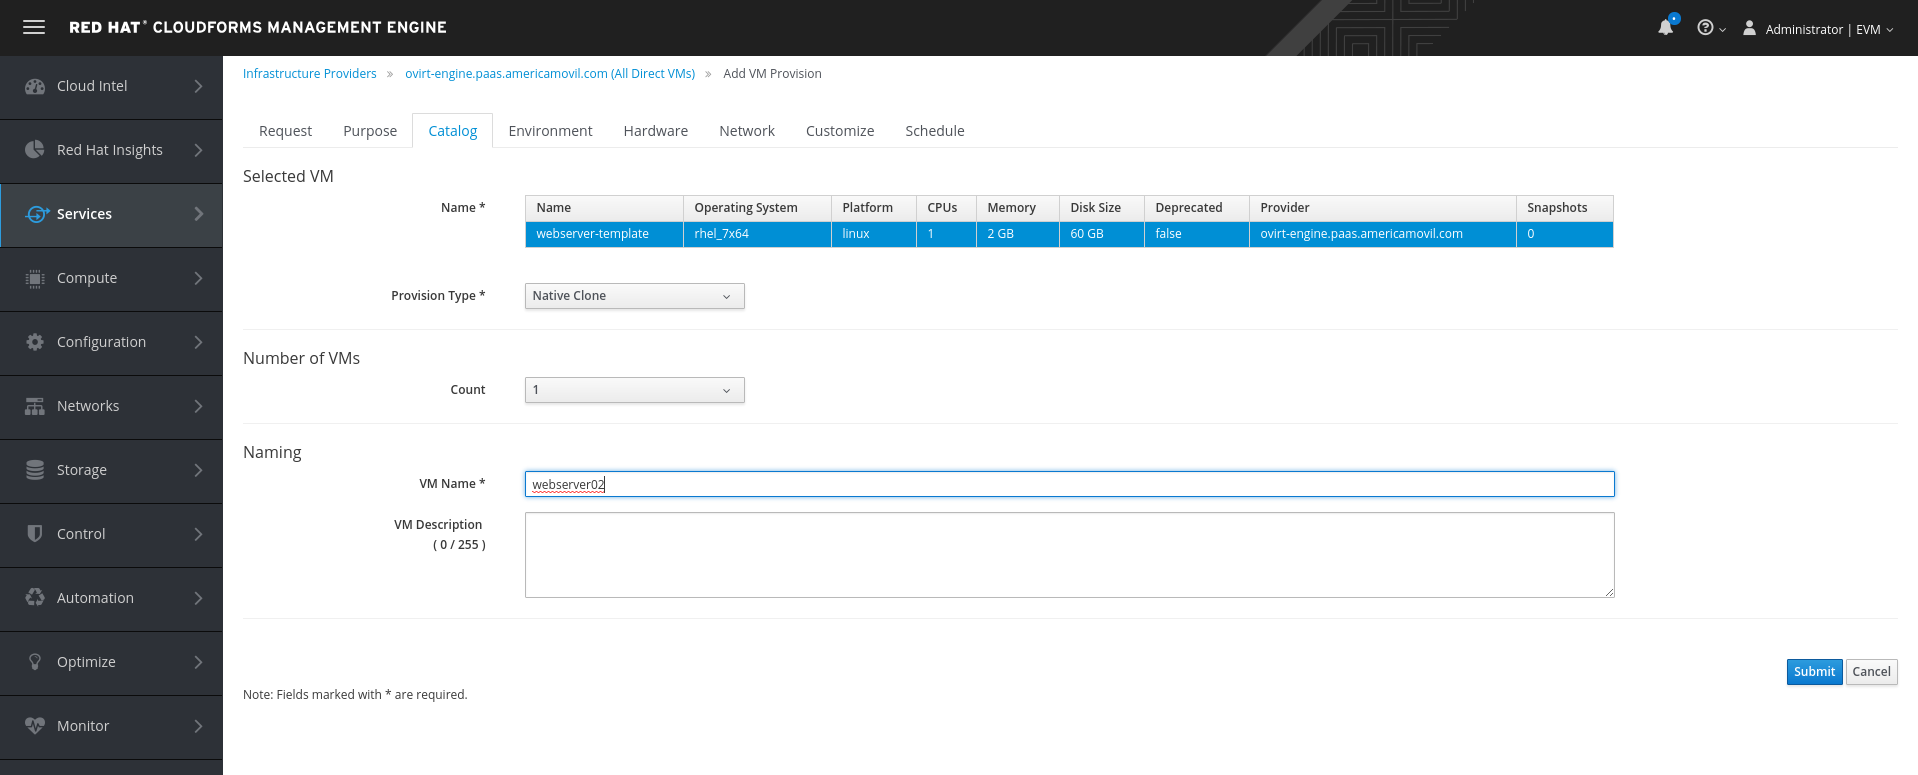 RED HAT® CLOUDFORMS MANAGEMENT ENGINE
Administrator | EVM
Cloud Intel
Red Hat Insights
Services
Compute
Configuration
Networks
Storage
Control
Automation
Optimize
Monitor
Infrastructure Providers » ovirt-engine.paas.americamovil.com (All Direct VMs) » Add VM Provision
Request Purpose Catalog Environment Hardware Network Customize Schedule
Selected VM
Name *
Name Operating System Platform CPUs Memory Disk Size Deprecated Provider Snapshots
webserver-template rhel_7x64 linux 1 2 GB 60 GB false ovirt-engine.paas.americamovil.com 0
Provision Type * Native Clone
Number of VMs
Count 1
Naming
VM Name * webserver02
VM Description
( 0 / 255 )
Submit Cancel
Note: Fields marked with * are required.